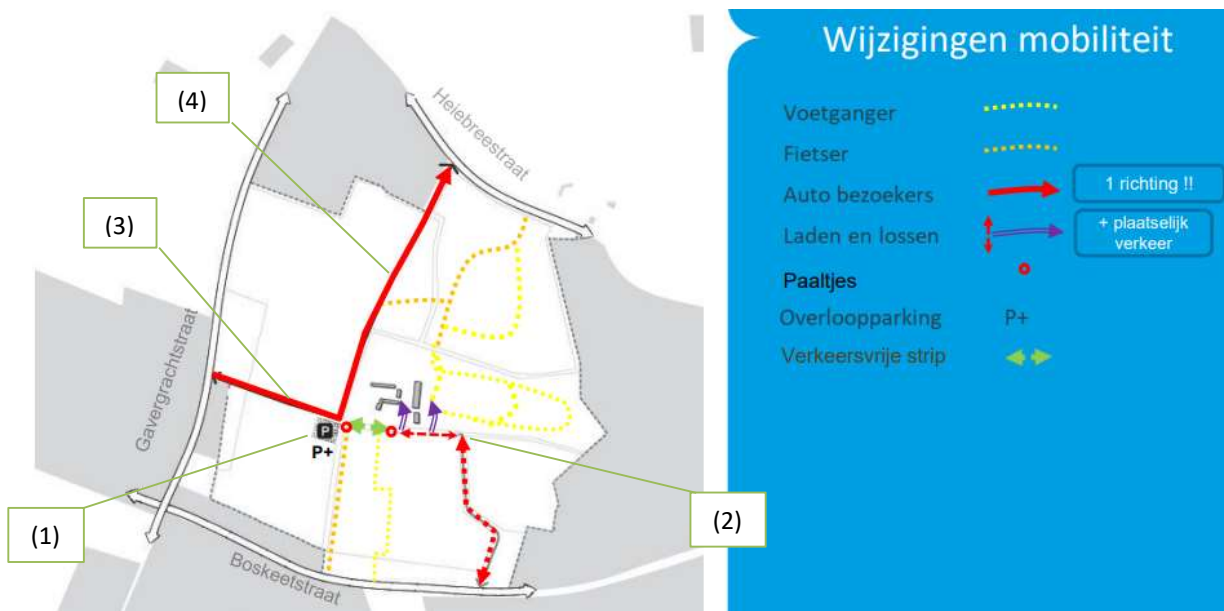 (4)
Heiebreestraat
(3)
Gavergrachtstraat
P
P+
(1)
(2)
Boskeetstraat
Wijzigingen mobiliteit
Voetganger
Fietser
Auto bezoekers
1 richting !!
Laden en lossen
+ plaatselijk
verkeer
Paaltjes
Overloopparking P+
Verkeersvrije strip